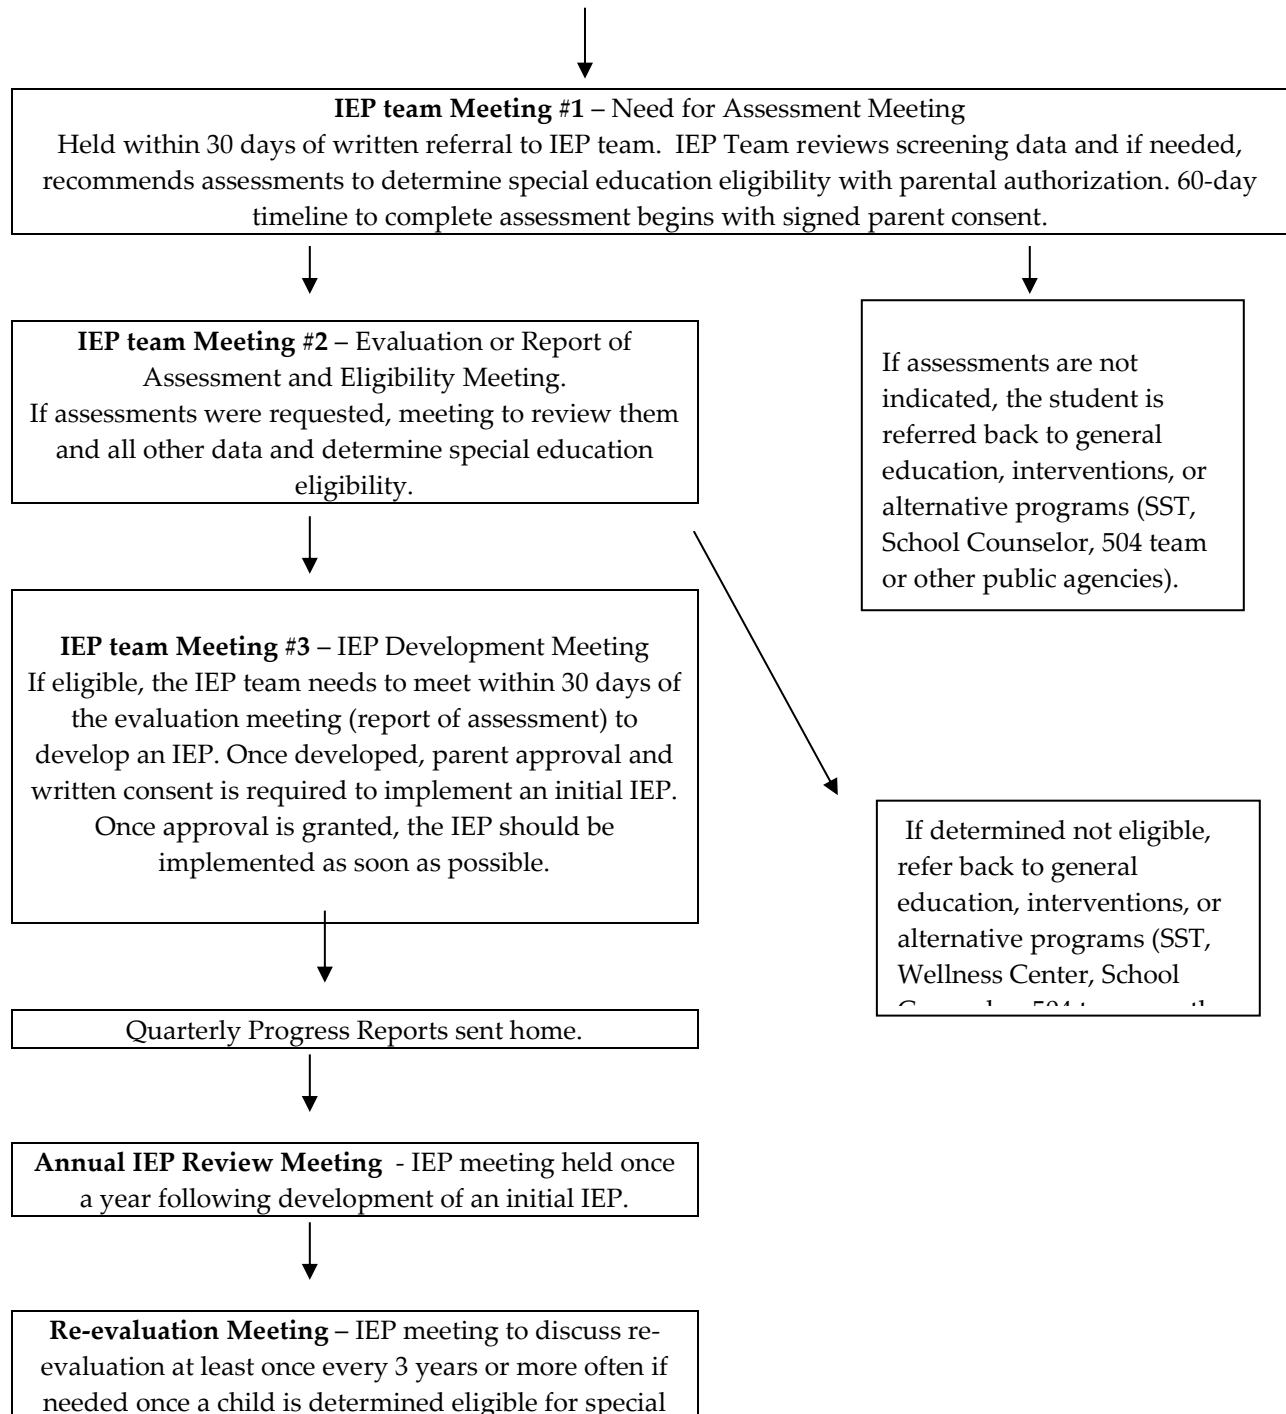 IEP team Meeting #1 – Need for Assessment Meeting
Held within 30 days of written referral to IEP team. IEP Team reviews screening data and if needed,
recommends assessments to determine special education eligibility with parental authorization. 60-day
timeline to complete assessment begins with signed parent consent.
IEP team Meeting #2 – Evaluation or Report of
Assessment and Eligibility Meeting.
If assessments were requested, meeting to review them
and all other data and determine special education
eligibility.
If assessments are not
indicated, the student is
referred back to general
education, interventions, or
alternative programs (SST,
School Counselor, 504 team
or other public agencies).
IEP team Meeting #3 – IEP Development Meeting
If eligible, the IEP team needs to meet within 30 days of
the evaluation meeting (report of assessment) to
develop an IEP. Once developed, parent approval and
written consent is required to implement an initial IEP.
Once approval is granted, the IEP should be
implemented as soon as possible.
If determined not eligible,
refer back to general
education, interventions, or
alternative programs (SST,
Wellness Center, School
Quarterly Progress Reports sent home.
Annual IEP Review Meeting - IEP meeting held once
a year following development of an initial IEP.
Re-evaluation Meeting – IEP meeting to discuss re-
evaluation at least once every 3 years or more often if
needed once a child is determined eligible for special